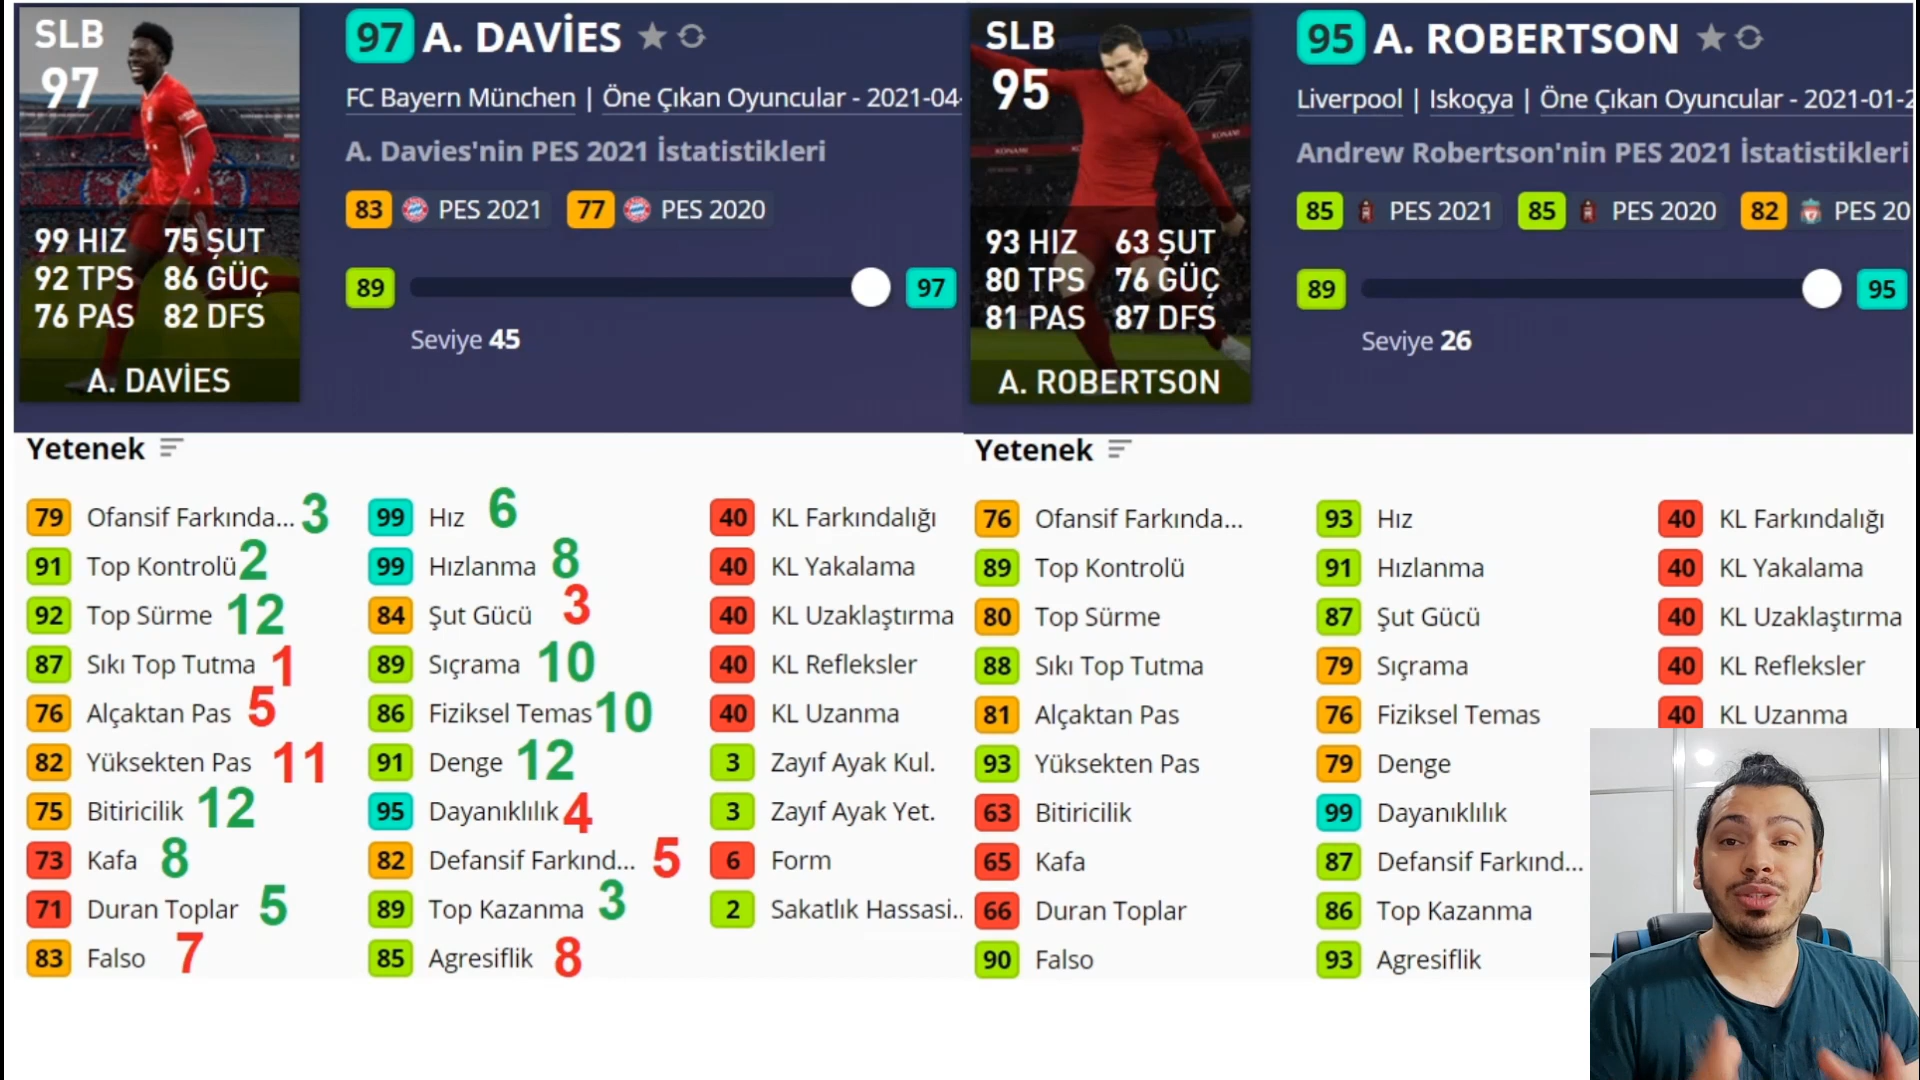 SLB
97
99 HIZ 75 ŞUT
92 TPS 86 GÜÇ
76 PAS 82 DFS
A. DAVİES
97 A. DAVİES
FC Bayern München | Öne Çıkan Oyuncular - 2021-04-
A. Davies'nin PES 2021 İstatistikleri
83 PES 2021 77 PES 2020
89 97
Seviye 45
SLB
95
KONAMI
93 HIZ 63 ŞUT
80 TPS 76 GÜÇ
81 PAS 87 DFS
A. ROBERTSON
95 A. ROBERTSON
Liverpool | Iskoçya | Öne Çıkan Oyuncular - 2021-01-2
Andrew Robertson'nin PES 2021 İstatistikleri
85 PES 2021 85 PES 2020 82 PES 20
89 95
Seviye 26
Yetenek
79 Ofansif Farkında... 3
91 Top Kontrolü 2
92 Top Sürme 12
87 Sıkı Top Tutma 1
76 Alçaktan Pas 5
82 Yüksekten Pas 11
75 Bitiricilik 12
73 Kafa 8
71 Duran Toplar 5
83 Falso 7
99 Hız 6
99 Hızlanma 8
84 Şut Gücü 3
89 Sıçrama 10
86 Fiziksel Temas 10
91 Denge 12
95 Dayanıklılık 4
82 Defansif Farkınd... 5
89 Top Kazanma 3
85 Agresiflik 8
40 KL Farkındalığı
40 KL Yakalama
40 KL Uzaklaştırma
40 KL Refleksler
40 KL Uzanma
3 Zayıf Ayak Kul.
3 Zayıf Ayak Yet.
6 Form
2 Sakatlık Hassasi..
Yetenek
76 Ofansif Farkında...
89 Top Kontrolü
80 Top Sürme
88 Sıkı Top Tutma
81 Alçaktan Pas
93 Yüksekten Pas
63 Bitiricilik
65 Kafa
66 Duran Toplar
90 Falso
93 Hız
91 Hızlanma
87 Şut Gücü
79 Sıçrama
76 Fiziksel Temas
79 Denge
99 Dayanıklılık
87 Defansif Farkınd...
86 Top Kazanma
93 Agresiflik
40 KL Farkındalığı
40 KL Yakalama
40 KL Uzaklaştırma
40 KL Refleksler
40 KL Uzanma